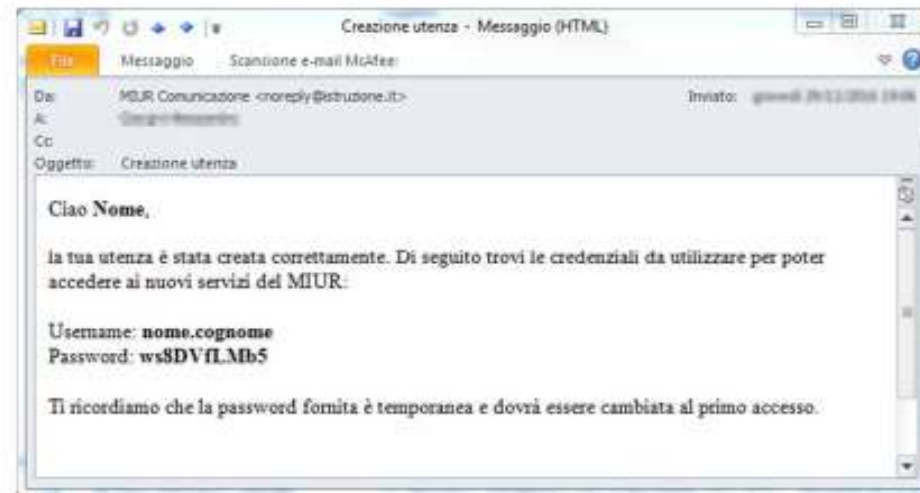 Creazione utenza - Messaggio (HTML)
File Messaggio Scansione e-mail McAfee
Da: MIUR Comunicazione <noreply@istruzione.it> Inviato:
A:
Cc
Oggetto: Creazione utenza
Ciao Nome,
la tua utenza è stata creata correttamente. Di seguito trovi le credenziali da utilizzare per poter
accedere ai nuovi servizi del MIUR:
Username: nome.cognome
Password: ws8DVfLMb5
Ti ricordiamo che la password fornita è temporanea e dovrà essere cambiata al primo accesso.